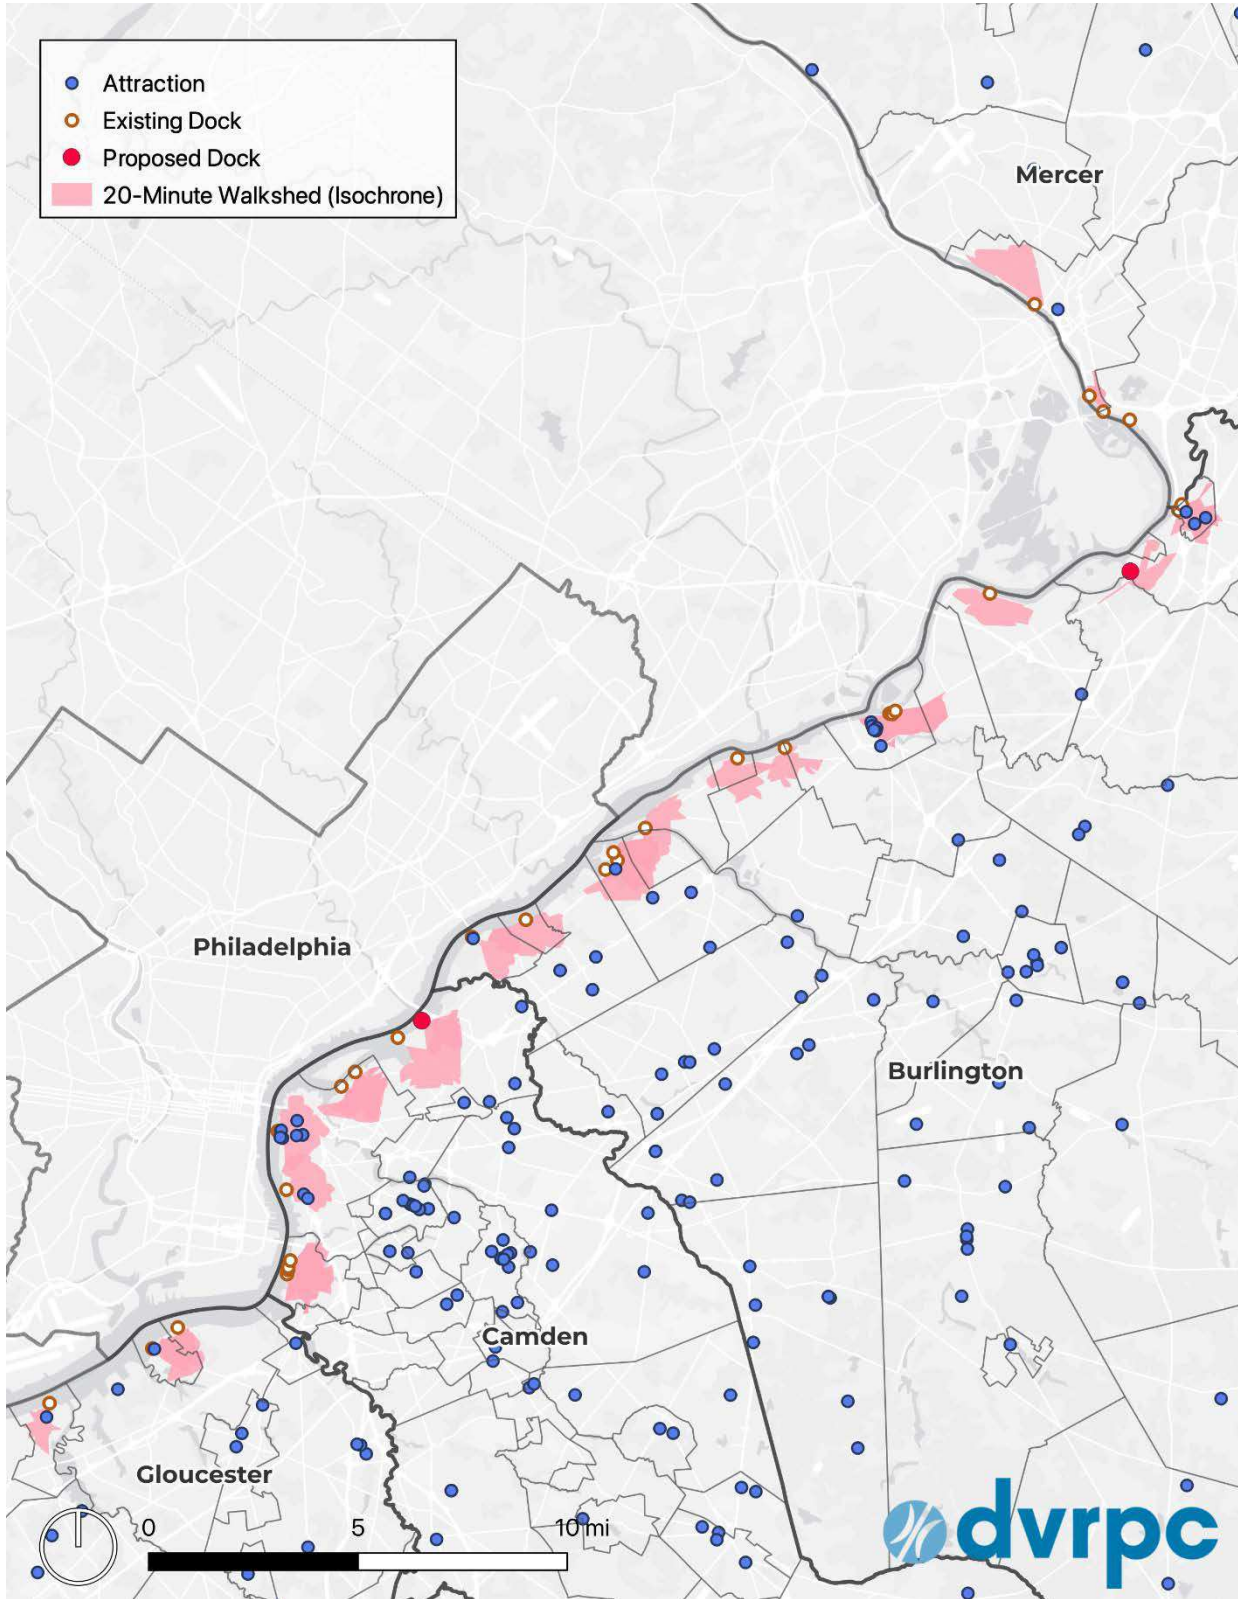 Attraction
Existing Dock
Proposed Dock
20-Minute Walkshed (Isochrone)
Mercer
Philadelphia
Burlington
Camden
Gloucester
0 5 10 mi
dvrpc